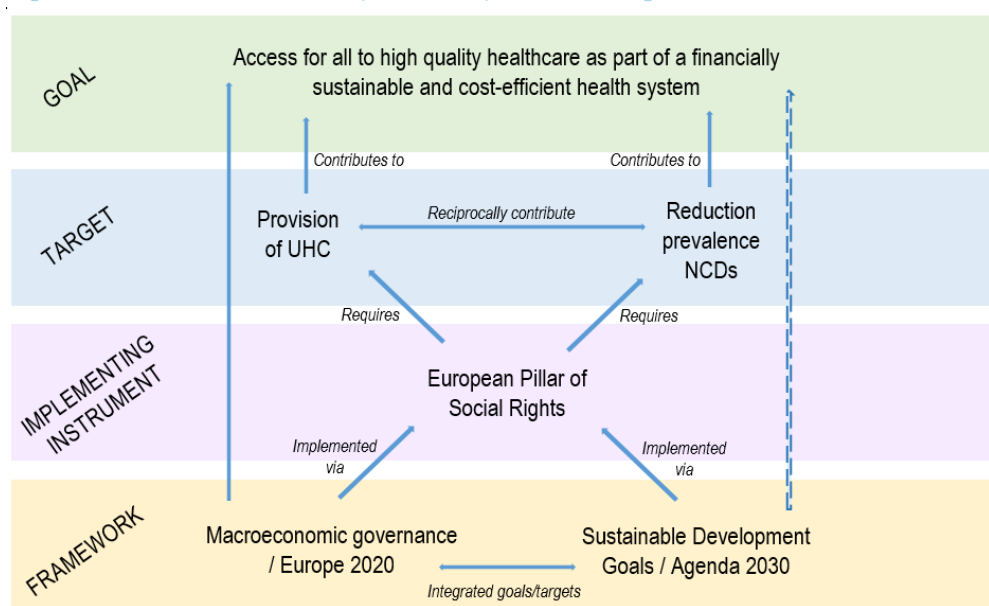 GOAL
Access for all to high quality healthcare as part of a financially
sustainable and cost-efficient health system
Contributes to
Contributes to
TARGET
Provision
of UHC
Reciprocally contribute
Reduction
prevalence
NCDs
Requires
Requires
IMPLEMENTING
INSTRUMENT
European Pillar of
Social Rights
Implemented
via
Implemented
via
FRAMEWORK
Macroeconomic governance
/ Europe 2020
Sustainable Development
Goals / Agenda 2030
Integrated goals/targets